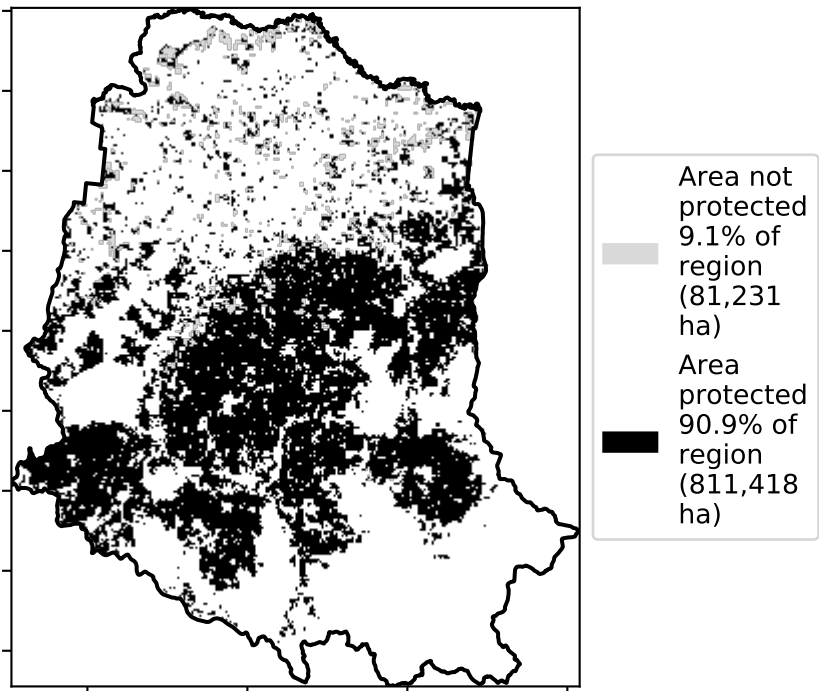 Area not
protected
9.1% of
region
(81,231
ha)
Area
protected
90.9% of
region
(811,418
ha)